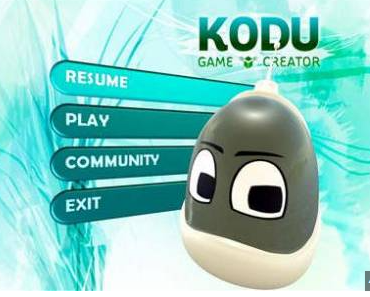 KODU
GAME CREATOR
RESUME
PLAY
COMMUNITY
EXIT